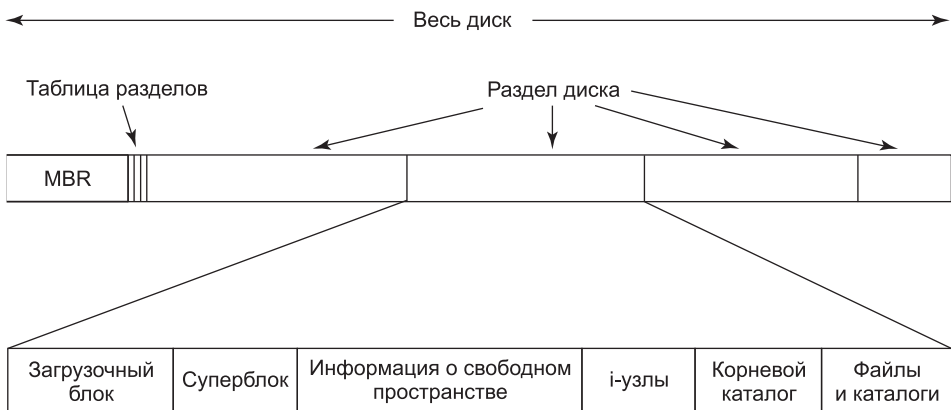 Весь диск
Таблица разделов
Раздел диска
MBR
Загрузочный
блок
Суперблок
Информация о свободном
пространстве
i-узлы
Корневой
каталог
Файлы
и каталоги